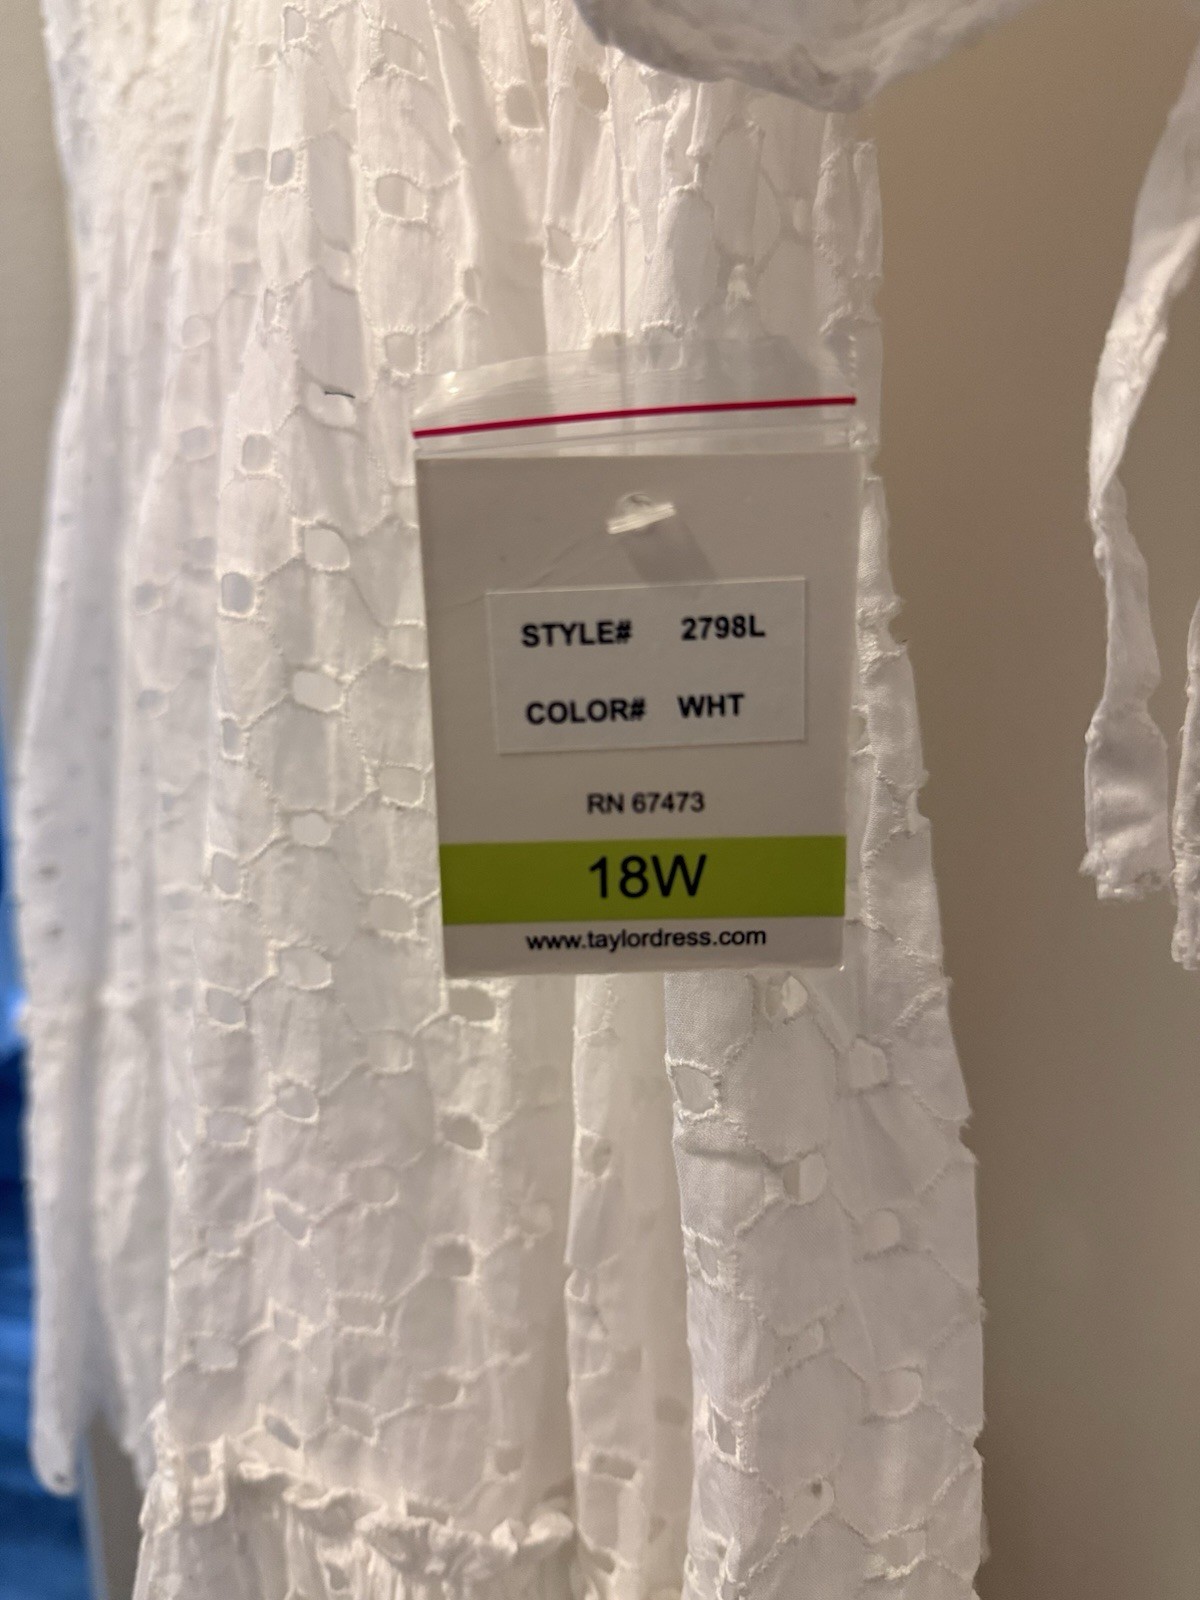 STYLE# 2798L
COLOR# WHT
RN 67473
18W
www.taylordress.com